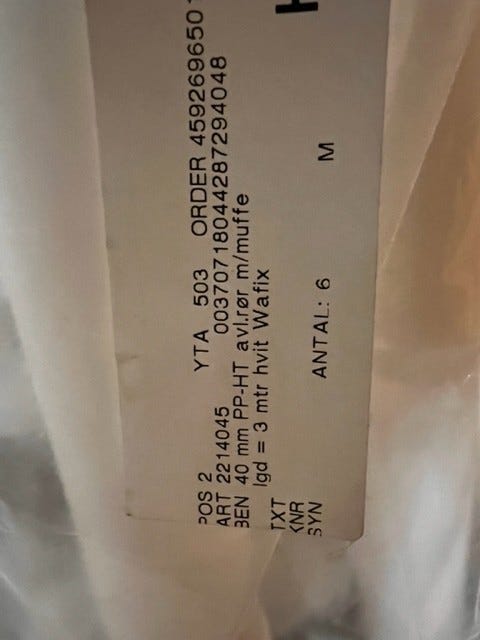 POS 2 YTA 503 ORDER 4592696501
ART 2214045 00370718044287294048
BEN 40 mm PP-HT avl.rør m/muffe
lgd = 3 mtr hvit Wafix
TXT
KNR ANTAL: 6 M
SYN